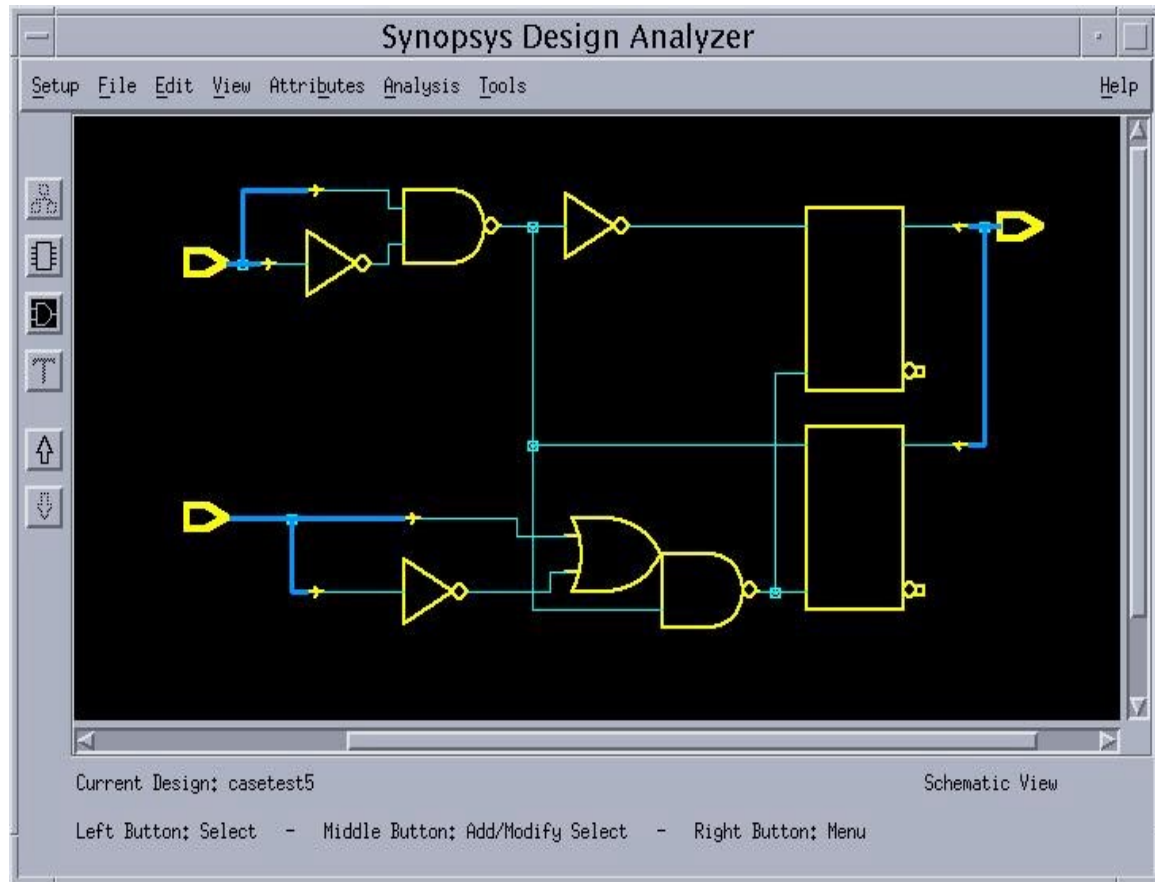 Synopsys Design Analyzer
Setup File Edit View Attributes Analysis Tools Help
Current Design: casetest5 Schematic View
Left Button: Select - Middle Button: Add/Modify Select - Right Button: Menu